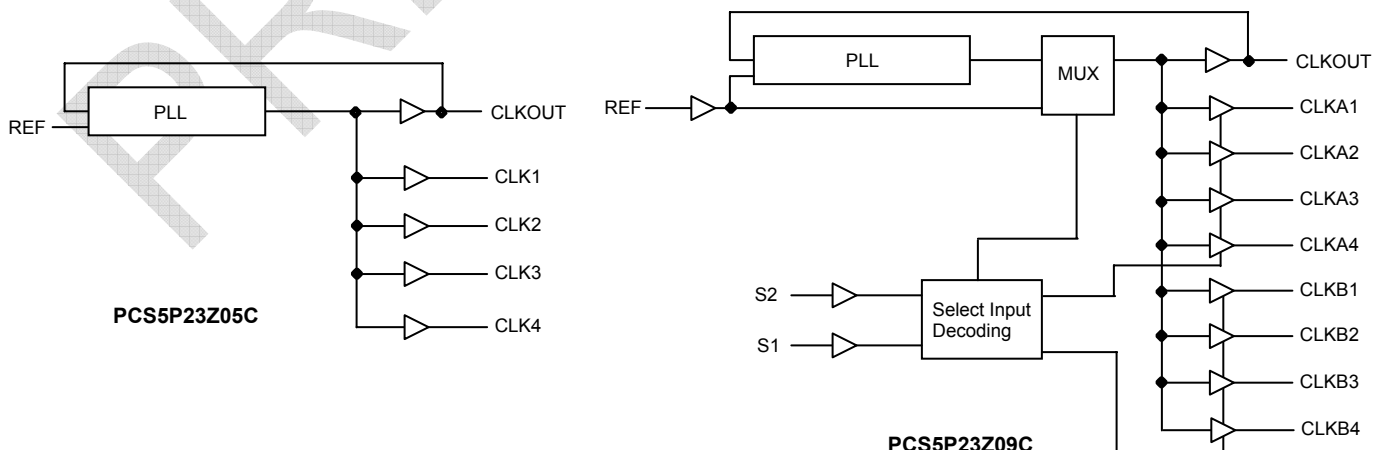 PLL
REF
CLKOUT
CLK1
CLK2
CLK3
CLK4
PCS5P23Z05C
PLL
MUX
REF
CLKOUT
CLKA1
CLKA2
CLKA3
CLKA4
S2
S1
Select Input
Decoding
CLKB1
CLKB2
CLKB3
CLKB4
PCS5P23Z09C